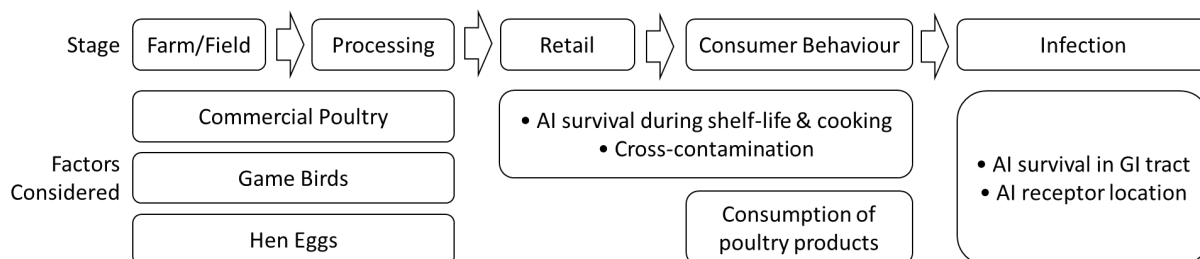 Stage
Farm/Field
Processing
Retail
Consumer Behaviour
Infection
Factors
Considered
Commercial Poultry
Game Birds
Hen Eggs
• AI survival during shelf-life & cooking
• Cross-contamination
Consumption of
poultry products
• AI survival in GI tract
• AI receptor location